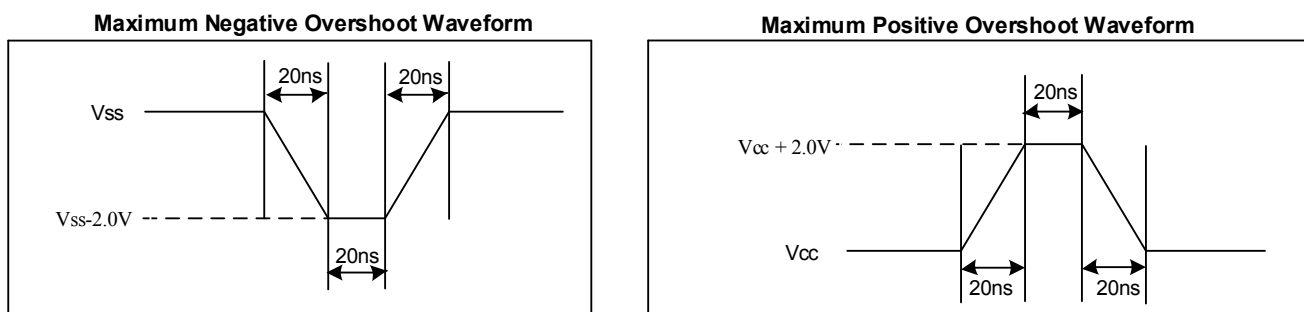 Maximum Negative Overshoot Waveform
20ns
20ns
Vss
Vss-2.0V
20ns
Maximum Positive Overshoot Waveform
20ns
Vcc + 2.0V
Vcc
20ns
20ns